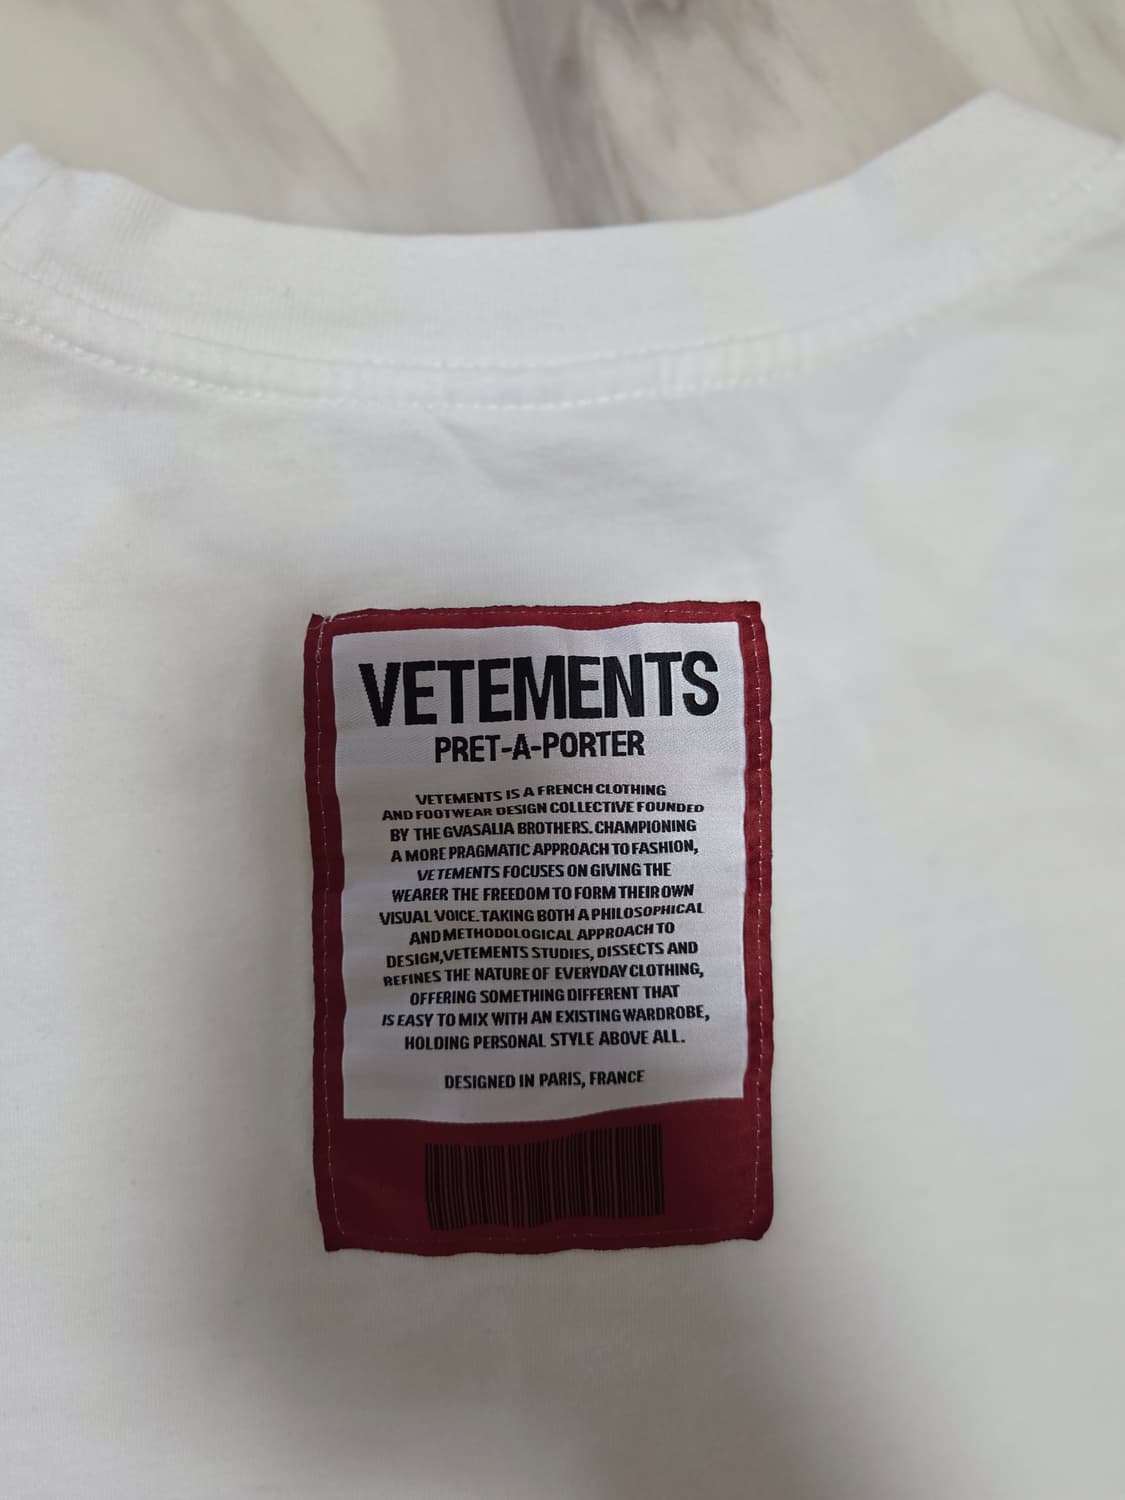 VETEMENTS
PRET-A-PORTER
VETEMENTS IS A FRENCH CLOTHING
AND FOOTWEAR DESIGN COLLECTIVE FOUNDED
BY THE GVASALIA BROTHERS. CHAMPIONING
A MORE PRAGMATIC APPROACH TO FASHION,
VETEMENTS FOCUSES ON GIVING THE
WEARER THE FREEDOM TO FORM THEIR OWN
VISUAL VOICE. TAKING BOTH A PHILOSOPHICAL
AND METHODOLOGICAL APPROACH TO
DESIGN, VETEMENTS STUDIES, DISSECTS AND
REFINES THE NATURE OF EVERYDAY CLOTHING,
OFFERING SOMETHING DIFFERENT THAT
IS EASY TO MIX WITH AN EXISTING WARDROBE,
HOLDING PERSONAL STYLE ABOVE ALL.
DESIGNED IN PARIS, FRANCE